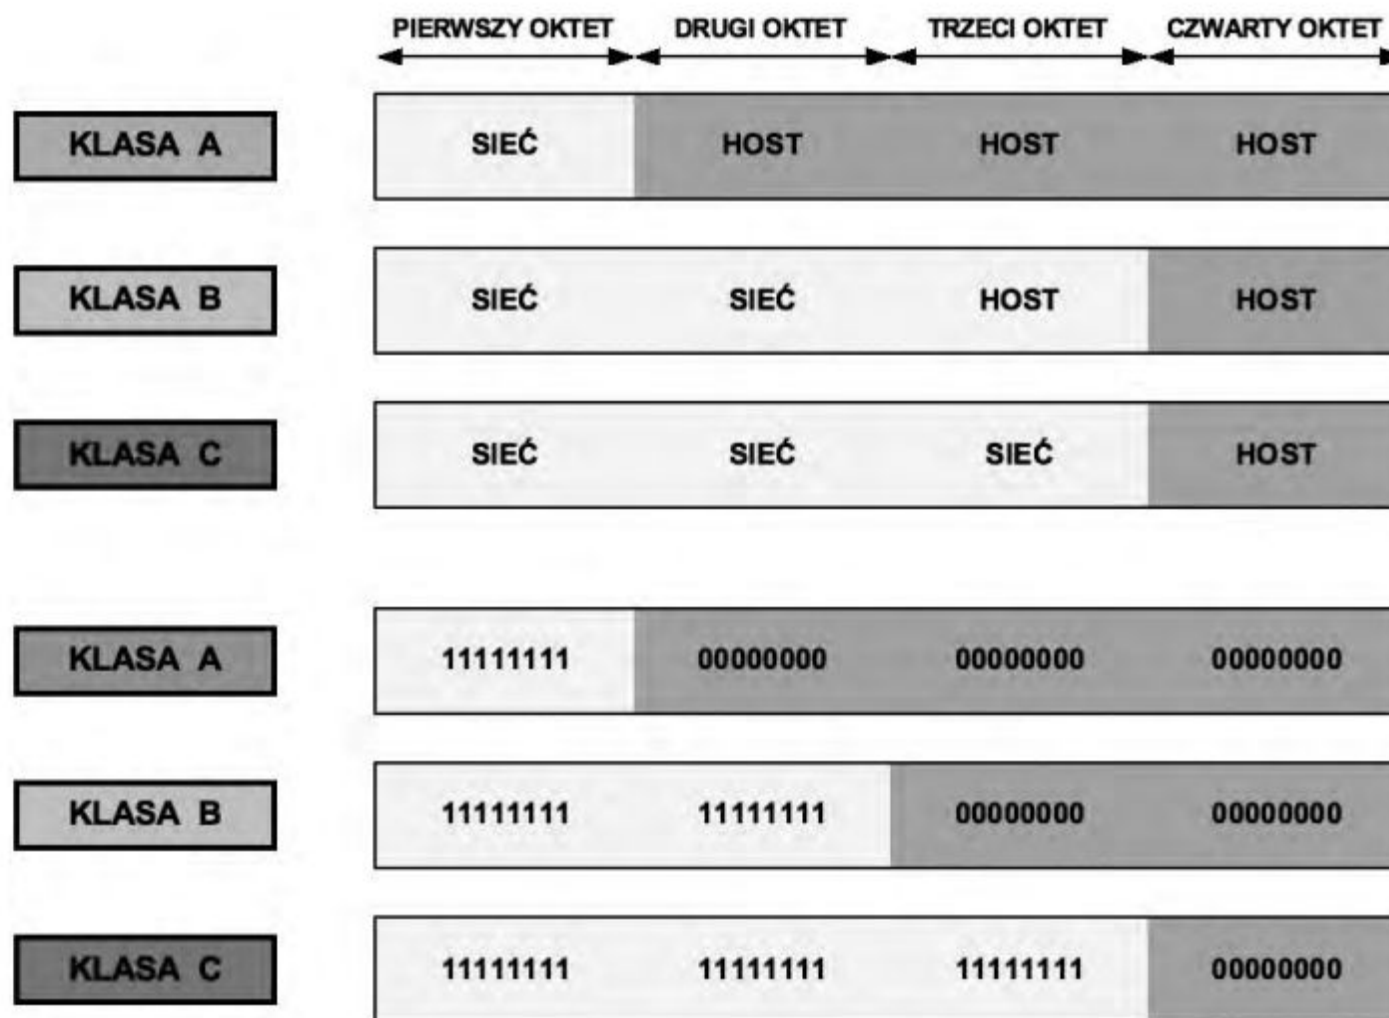 PIERWSZY OKTET DRUGI OKTET TRZECI OKTET CZWARTY OKTET
KLASA A SIEĆ HOST HOST HOST
KLASA B SIEĆ SIEĆ HOST HOST
KLASA C SIEĆ SIEĆ SIEĆ HOST
KLASA A 11111111 00000000 00000000 00000000
KLASA B 11111111 11111111 00000000 00000000
KLASA C 11111111 11111111 11111111 00000000